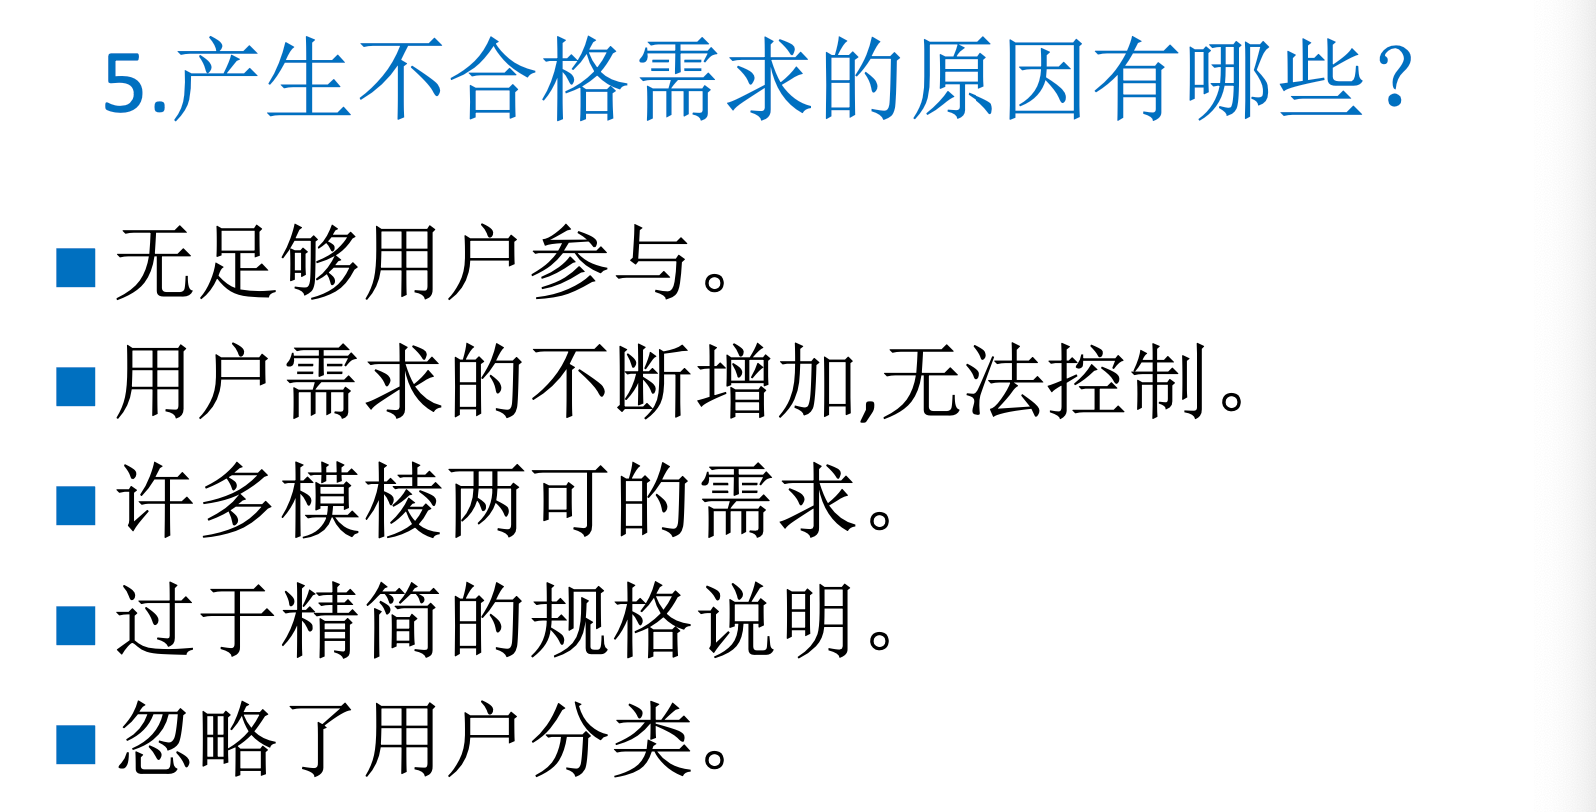 5.产生不合格需求的原因有哪些？
■无足够用户参与。
■用户需求的不断增加,无法控制。
■许多模棱两可的需求。
■过于精简的规格说明。
■忽略了用户分类。